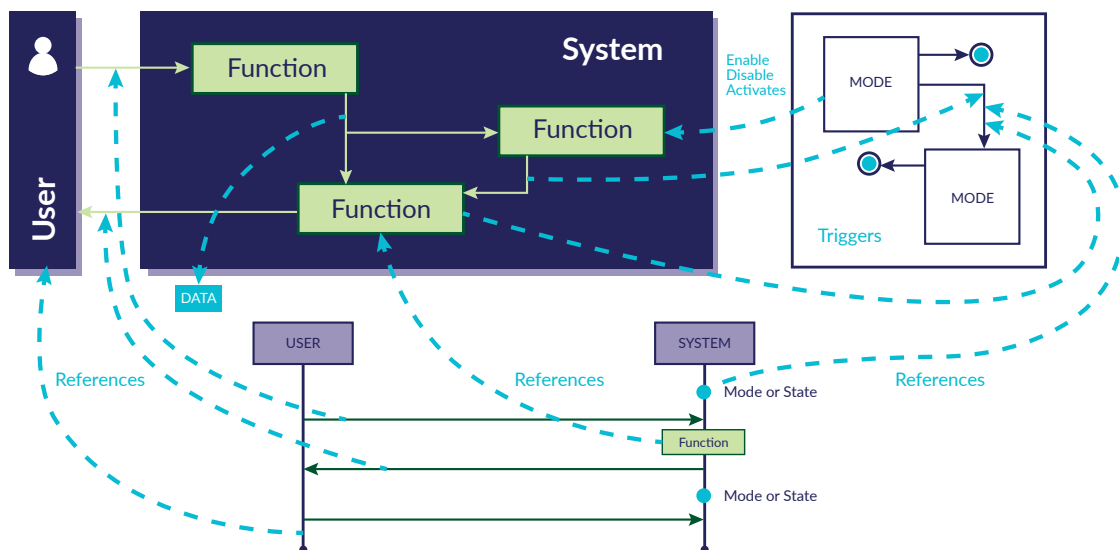 User
System
Function
Function
Function
DATA
Enable
Disable
Activates
MODE
MODE
Triggers
USER
SYSTEM
References
References
References
Mode or State
Function
Mode or State